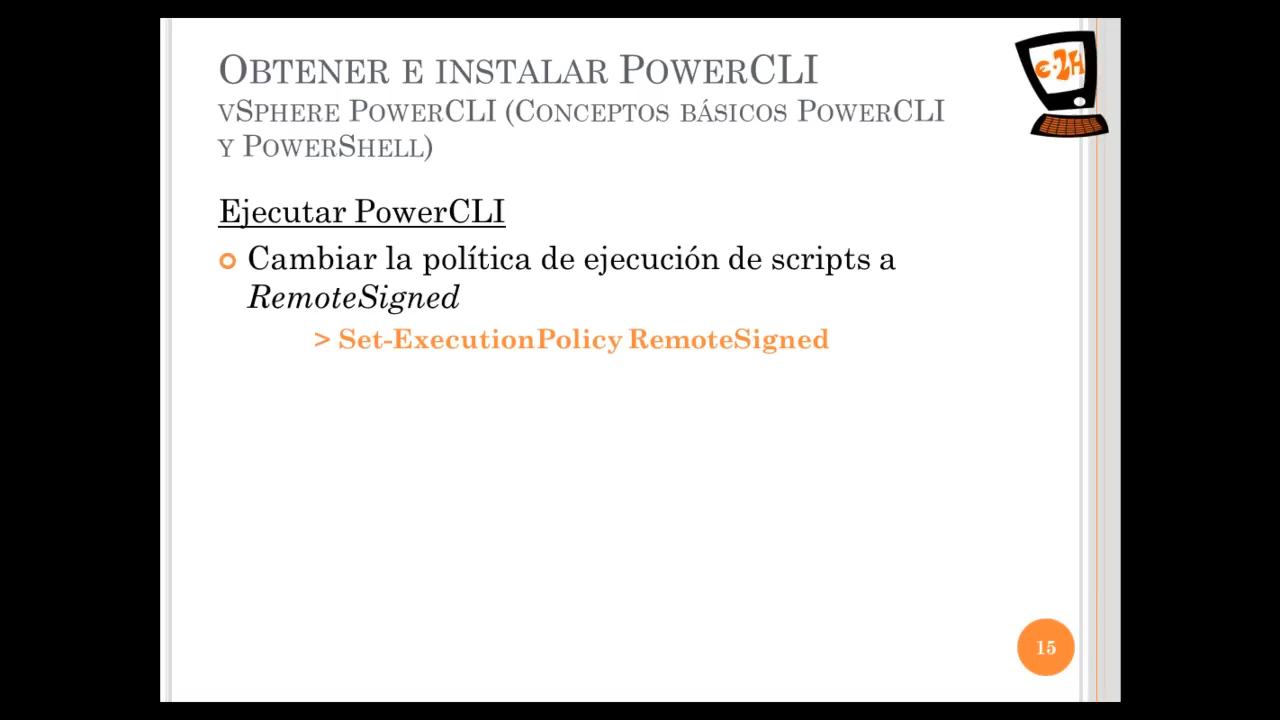 OBTENER E INSTALAR POWERCLI
VSPHERE POWERCLI (CONCEPTOS BÁSICOS POWERCLI
Y POWERSHELL)
e-2H
Ejecutar PowerCLI
Cambiar la política de ejecución de scripts a
RemoteSigned
> Set-ExecutionPolicy RemoteSigned
15